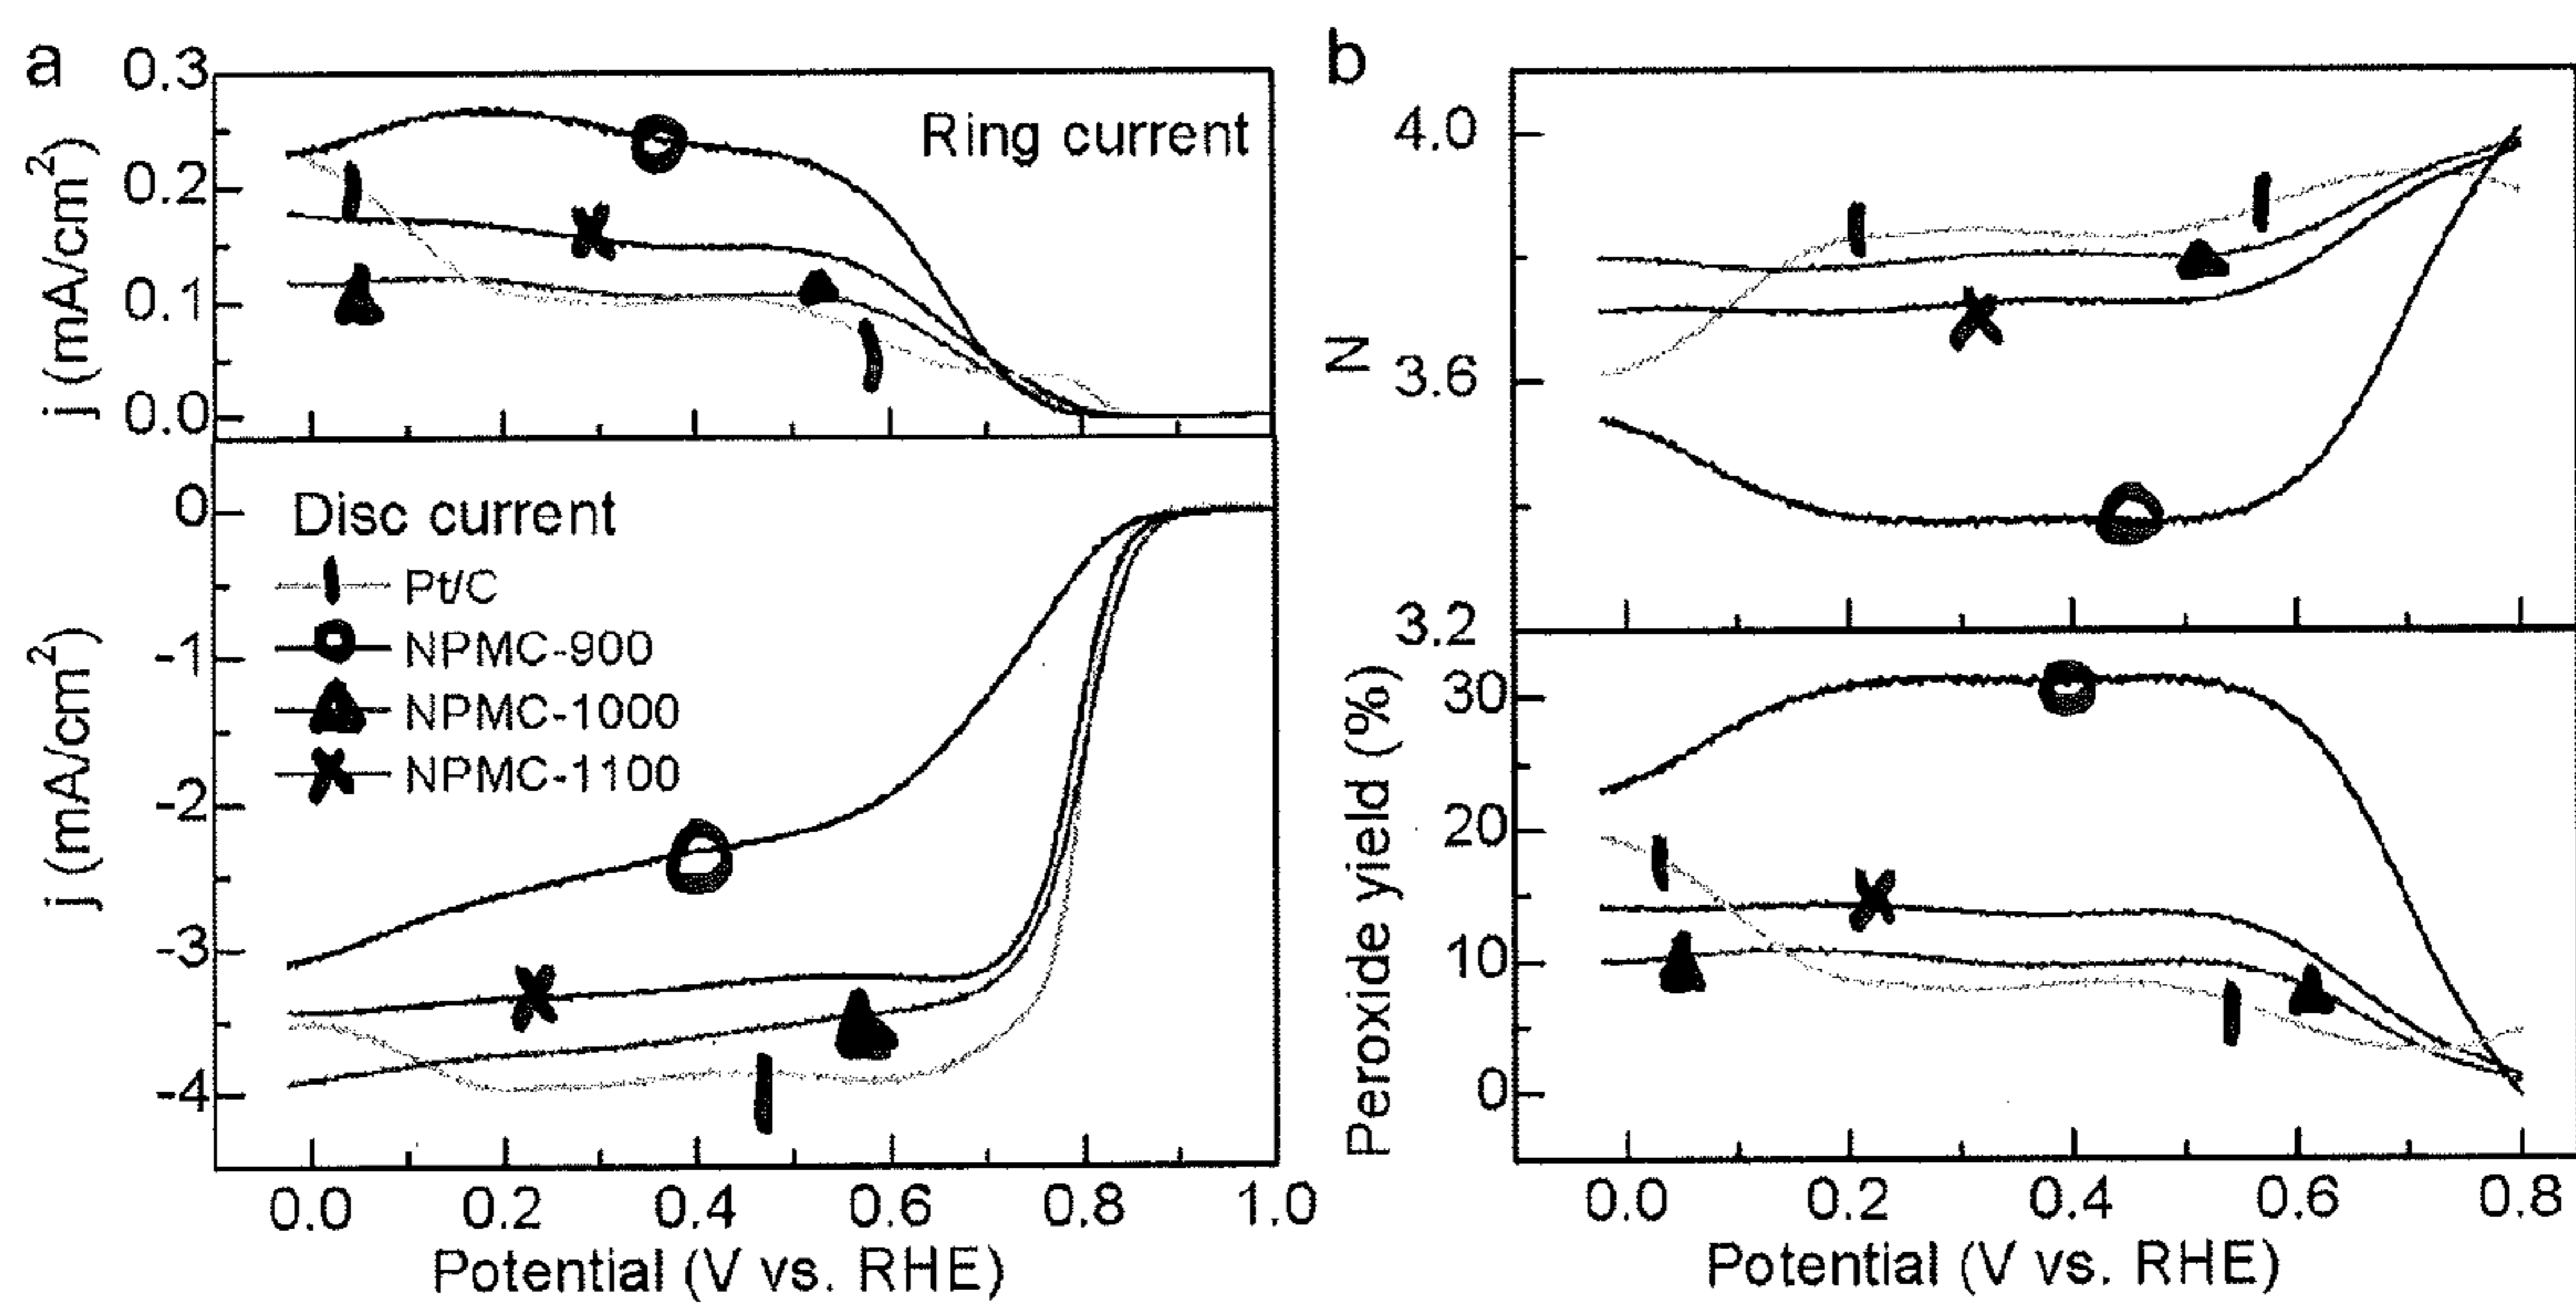 a
0.3
0.2
0.1
0.0
j (mA/cm2)
Ring current
0
-1
-2
-3
-4
j (mA/cm2)
Disc current
Pt/C
NPMC-900
NPMC-1000
NPMC-1100
0.0 0.2 0.4 0.6 0.8 1.0
Potential (V vs. RHE)
b
4.0
3.6
3.2
N
30
20
10
0
Peroxide yield (%)
0.0 0.2 0.4 0.6 0.8
Potential (V vs. RHE)